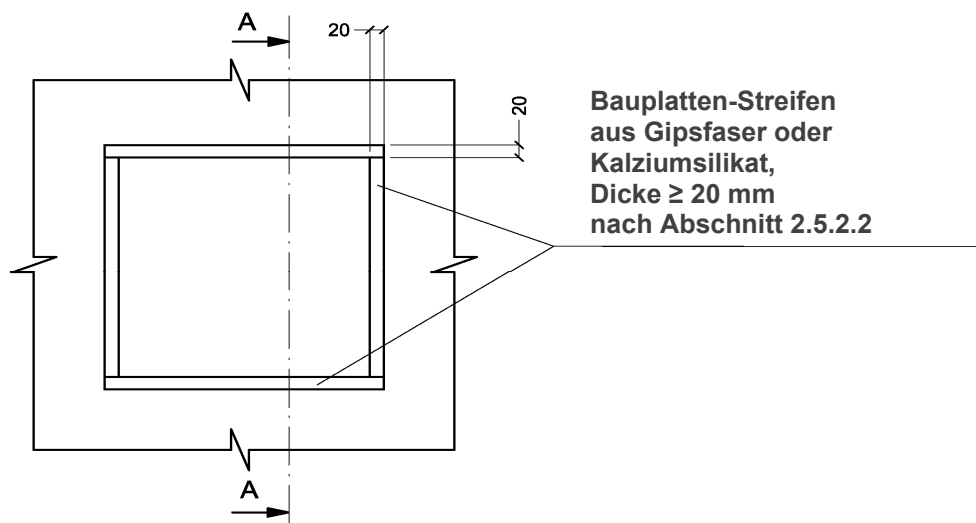 A
20
20
Bauplatten-Streifen
aus Gipsfaser oder
Kalziumsilikat,
Dicke ≥ 20 mm
nach Abschnitt 2.5.2.2
A